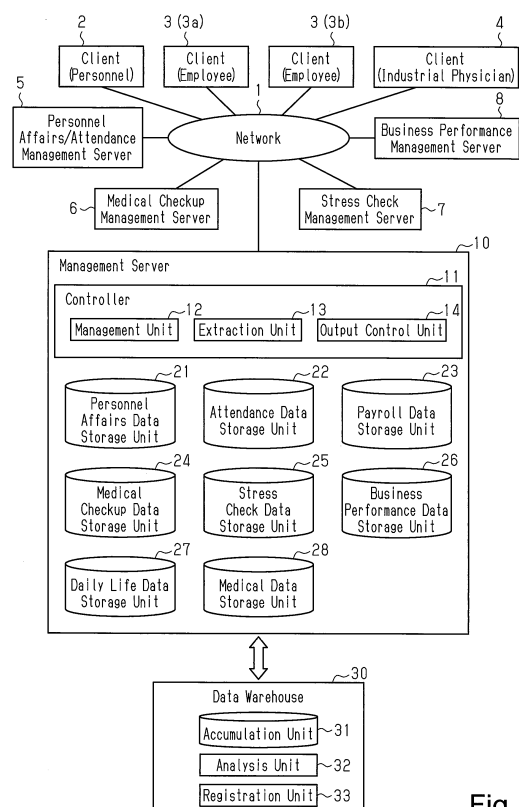 2
3 (3a)
3 (3b)
4
Client
(Personnel)
Client
(Employee)
Client
(Employee)
Client
(Industrial Physician)
5
1
8
Personnel
Affairs/Attendance
Management Server
Network
Business Performance
Management Server
6
Medical Checkup
Management Server
Stress Check
Management Server
7
10
Management Server
11
Controller
12
13
14
Management Unit
Extraction Unit
Output Control Unit
21
22
23
Personnel
Affairs Data
Storage Unit
Attendance Data
Storage Unit
Payroll Data
Storage Unit
24
25
26
Medical
Checkup Data
Storage Unit
Stress
Check Data
Storage Unit
Business
Performance Data
Storage Unit
27
28
Daily Life Data
Storage Unit
Medical Data
Storage Unit
30
Data Warehouse
Accumulation Unit
31
Analysis Unit
32
Registration Unit
33
Fig